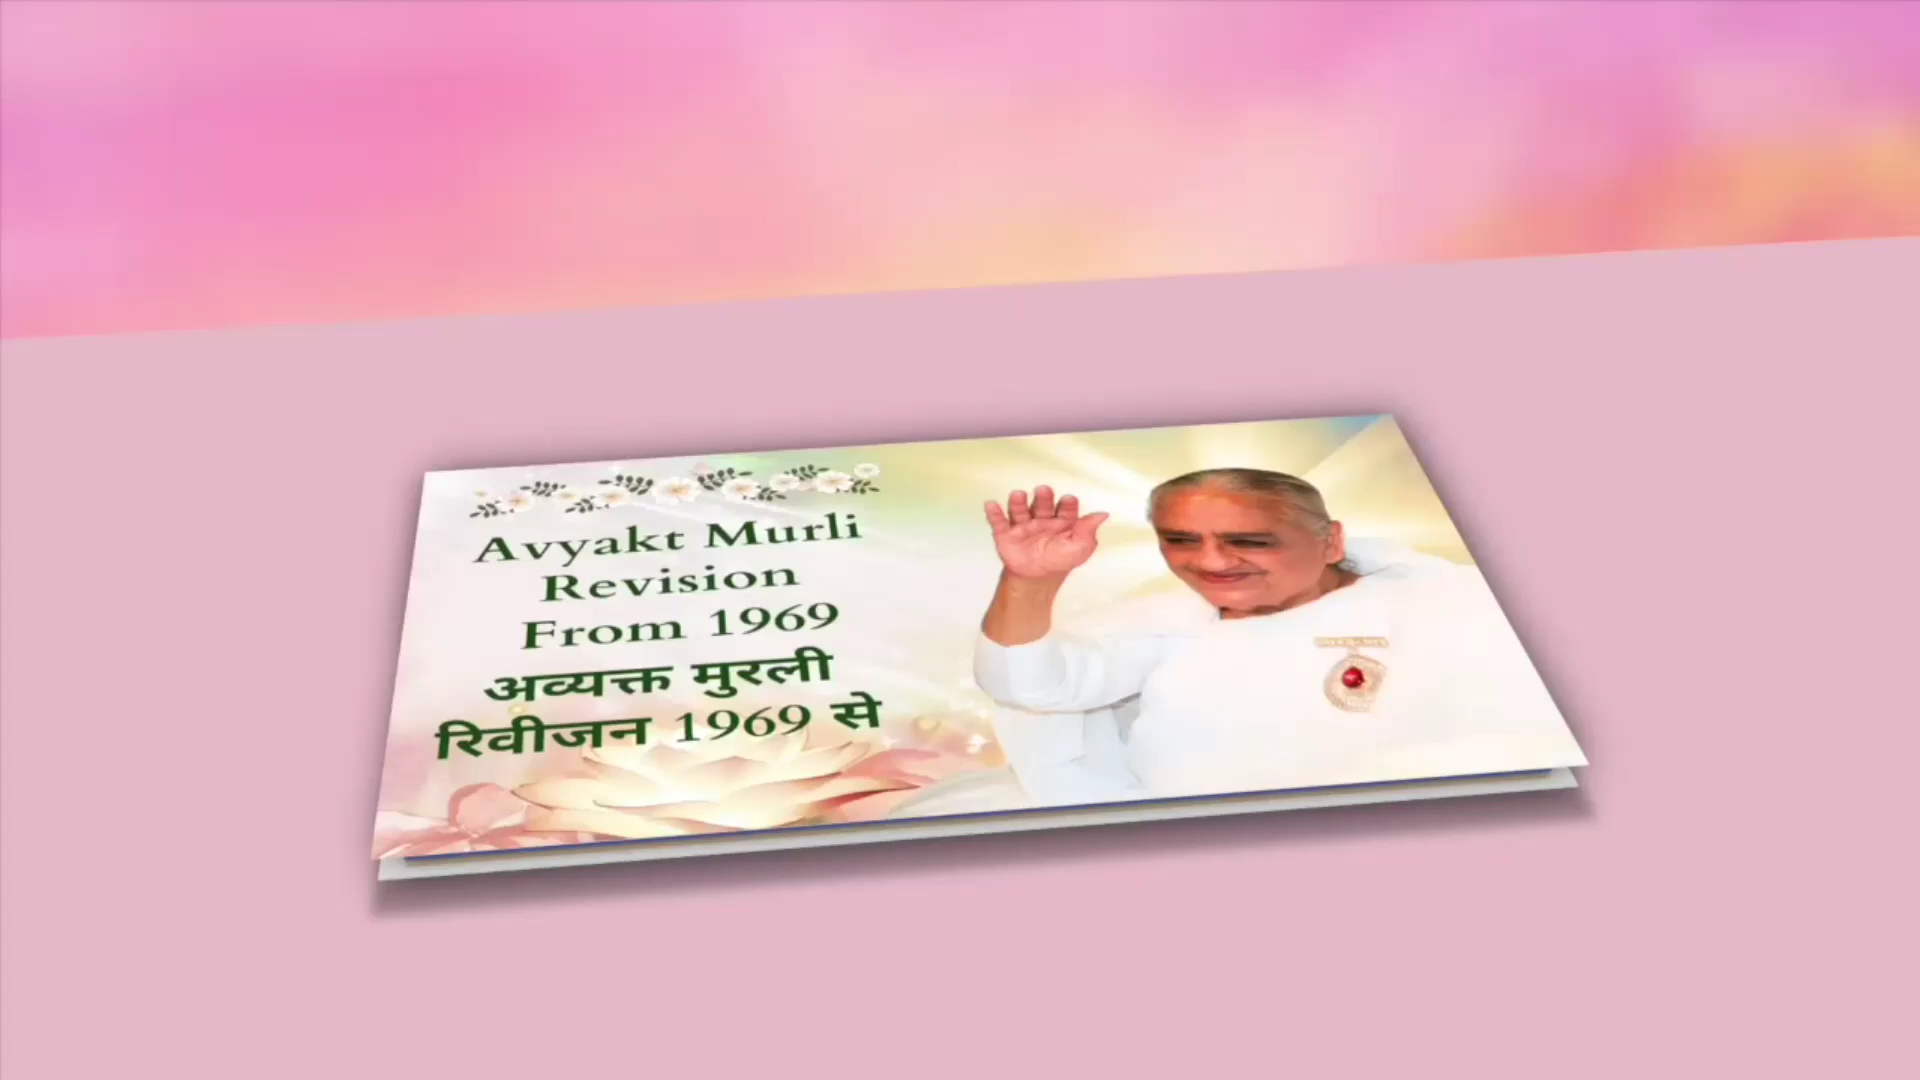 Avyakt Murli
Revision
From 1969
अव्यक्त मुरली
रिवीजन 1969 से